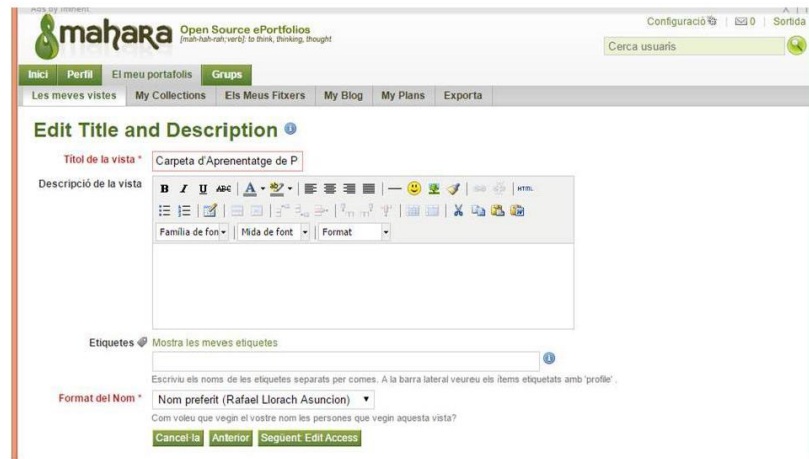 Ads by Imminent
mahara Open Source ePortfolios
[mah-hah-rah; verb]: to think, thinking, thought
Configuració | 0 | Sortida
Cerca usuaris
Inici Perfil El meu portafolis Grups
Les meves vistes My Collections Els Meus Fitxers My Blog My Plans Exporta
Edit Title and Description
Títol de la vista * Carpeta d'Aprenentatge de P
Descripció de la vista
B I U ABC A ab HTML
Família de fon Mida de font Format
Etiquetes Mostra les meves etiquetes
Escriviu els noms de les etiquetes separats per comes. A la barra lateral veureu els ítems etiquetats amb 'profile' .
Format del Nom * Nom preferit (Rafael Llorach Asuncion)
Com voleu que vegin el vostre nom les persones que vegin aquesta vista?
Cancel·la Anterior Següent: Edit Access